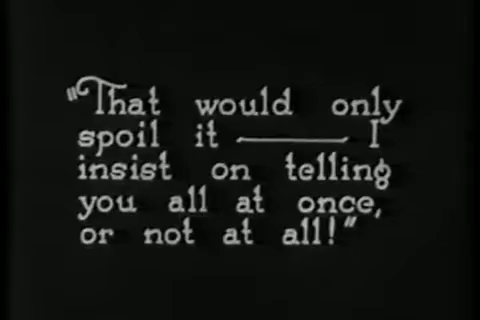 "That would only
spoil it —— I
insist on telling
you all at once,
or not at all!"